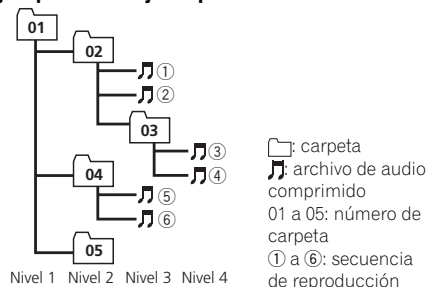 01
02
①
②
03
③
④
04
⑤
⑥
05
Nivel 1 Nivel 2 Nivel 3 Nivel 4
: carpeta
: archivo de audio
comprimido
01 a 05: número de
carpeta
① a ⑥: secuencia
de reproducción